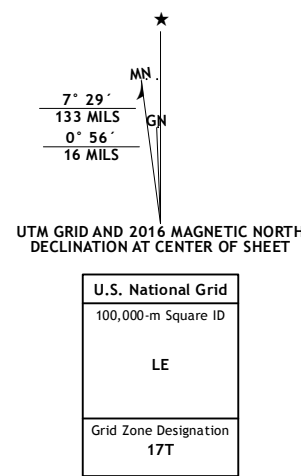 ★
MN
7° 29´
133 MILS
GN
0° 56´
16 MILS
UTM GRID AND 2016 MAGNETIC NORTH
DECLINATION AT CENTER OF SHEET
U.S. National Grid
100,000-m Square ID
LE
Grid Zone Designation
17T